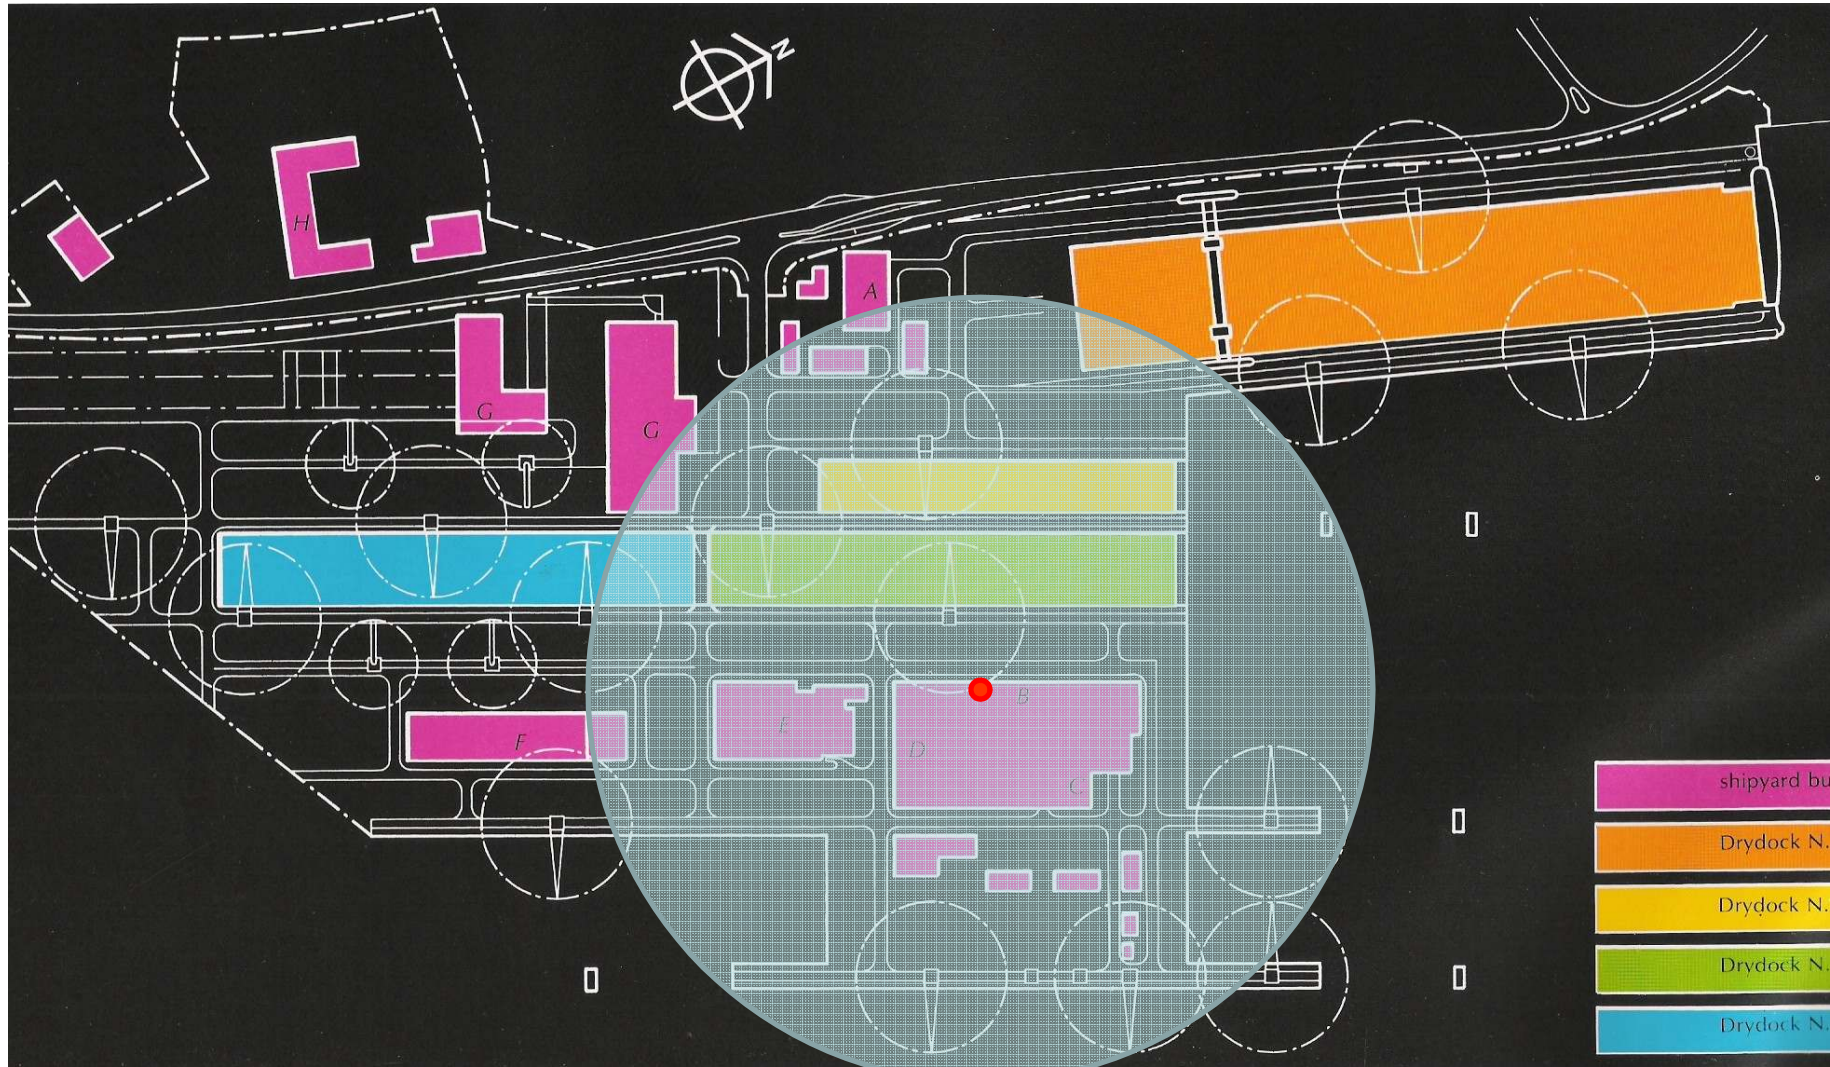 N
H
A
G
G
B
E
D
F
C
shipyard bu
Drydock N.
Drydock N.
Drydock N.
Drydock N.